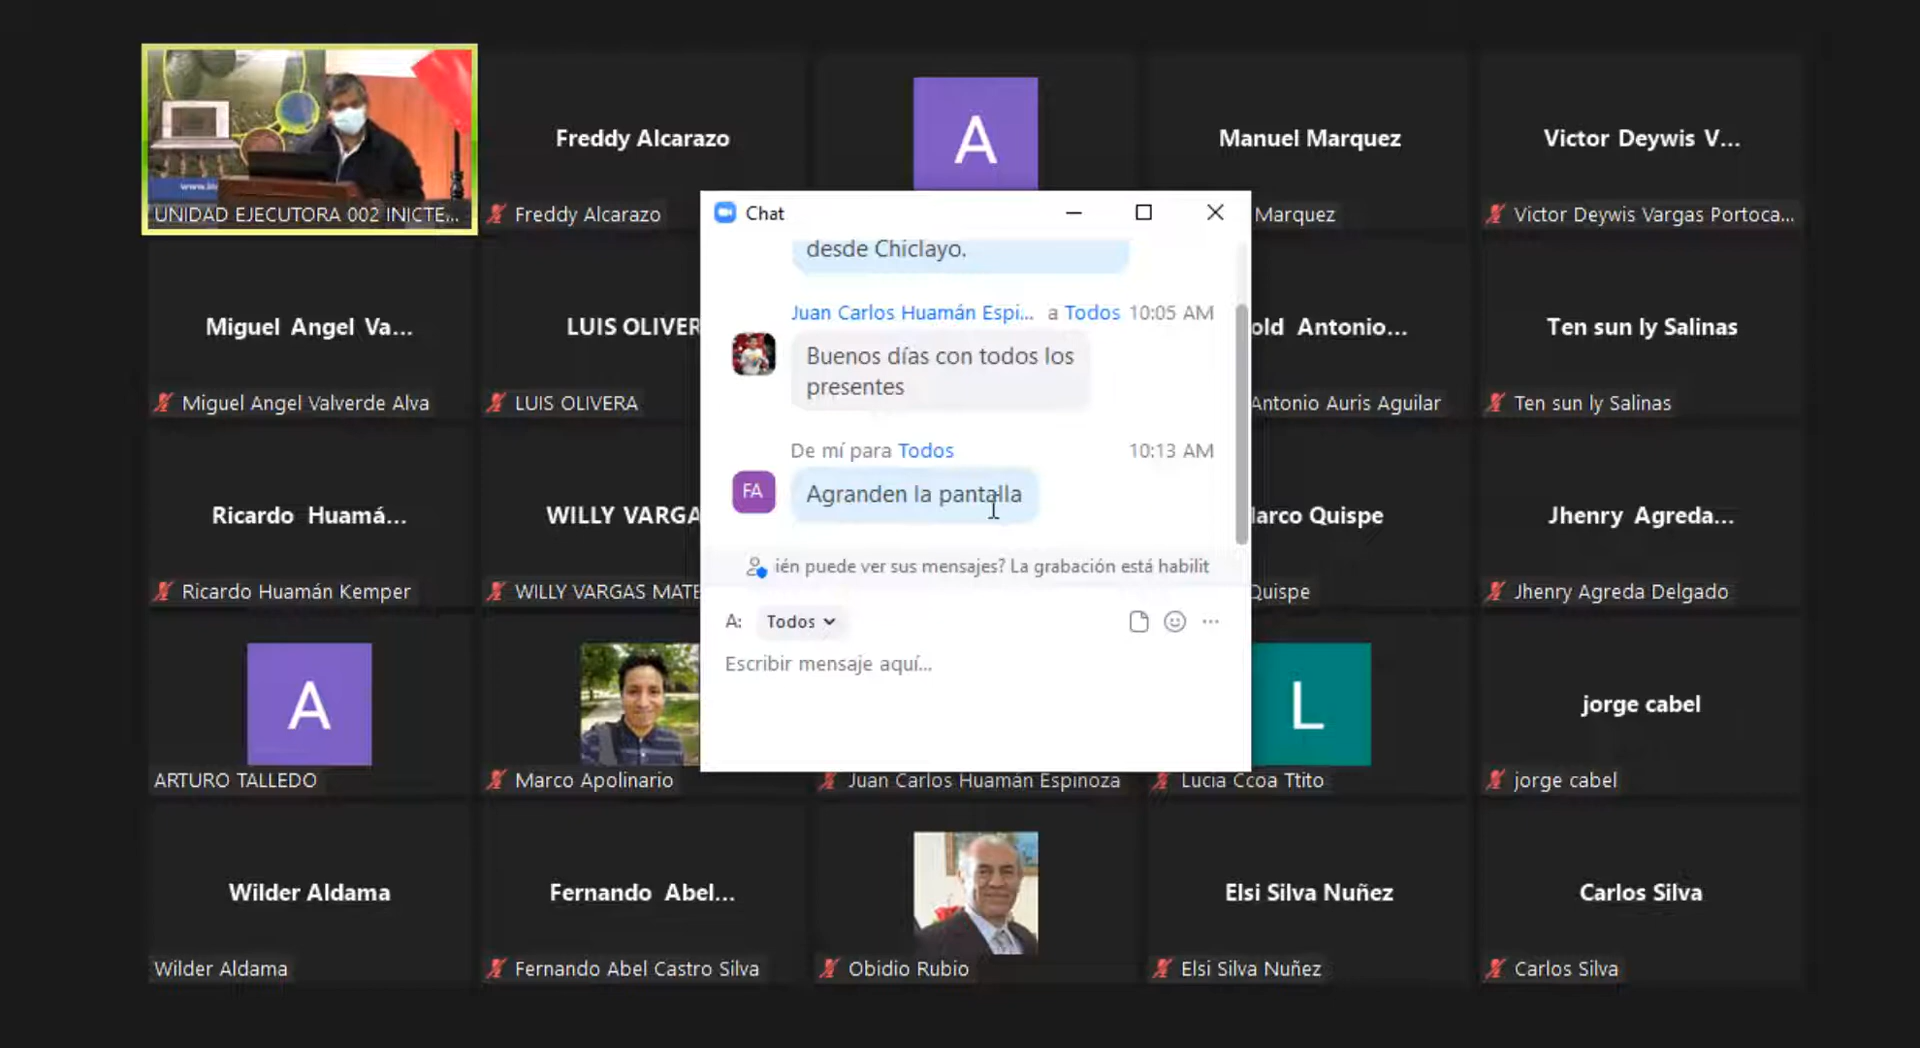 UNIDAD EJECUTORA 002 INICTE...
Freddy Alcarazo
Freddy Alcarazo
A
Manuel Marquez
Marquez
Victor Deywis V...
Victor Deywis Vargas Portoca...
Chat
desde Chiclayo.
Juan Carlos Huamán Espi... a Todos 10:05 AM
Buenos días con todos los
presentes
De mí para Todos 10:13 AM
FA
Agranden la pantalla
ién puede ver sus mensajes? La grabación está habilit
A: Todos
Escribir mensaje aquí...
Miguel Angel Va...
Miguel Angel Valverde Alva
LUIS OLIVER
LUIS OLIVERA
old Antonio...
Antonio Auris Aguilar
Ten sun ly Salinas
Ten sun ly Salinas
Ricardo Huamá...
Ricardo Huamán Kemper
WILLY VARGA
WILLY VARGAS MATE
arco Quispe
Quispe
Jhenry Agreda...
Jhenry Agreda Delgado
A
ARTURO TALLEDO
Marco Apolinario
Juan Carlos Huamán Espinoza
L
Lucia Ccoa Ttito
jorge cabel
jorge cabel
Wilder Aldama
Wilder Aldama
Fernando Abel...
Fernando Abel Castro Silva
Obidio Rubio
Elsi Silva Nuñez
Elsi Silva Nuñez
Carlos Silva
Carlos Silva